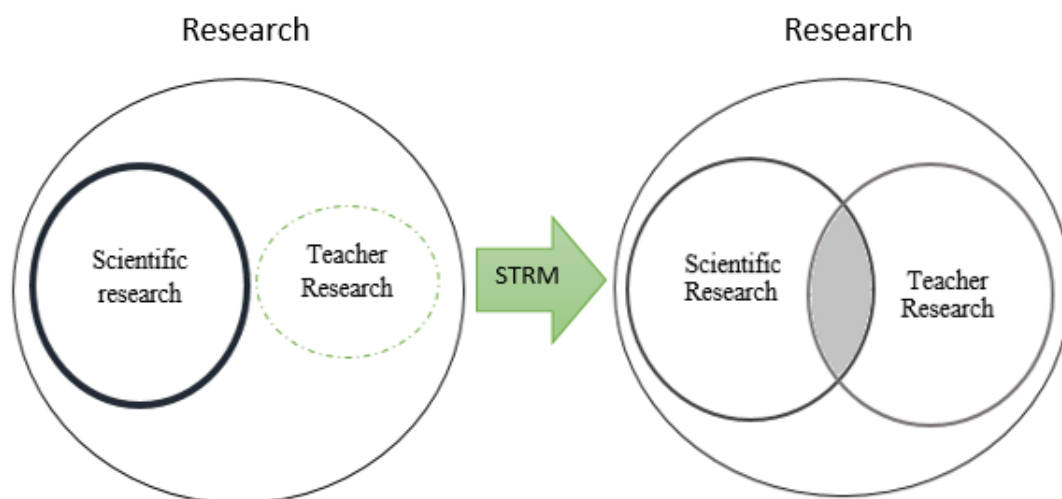 Research
Scientific
research
Teacher
Research
STRM
Research
Scientific
Research
Teacher
Research